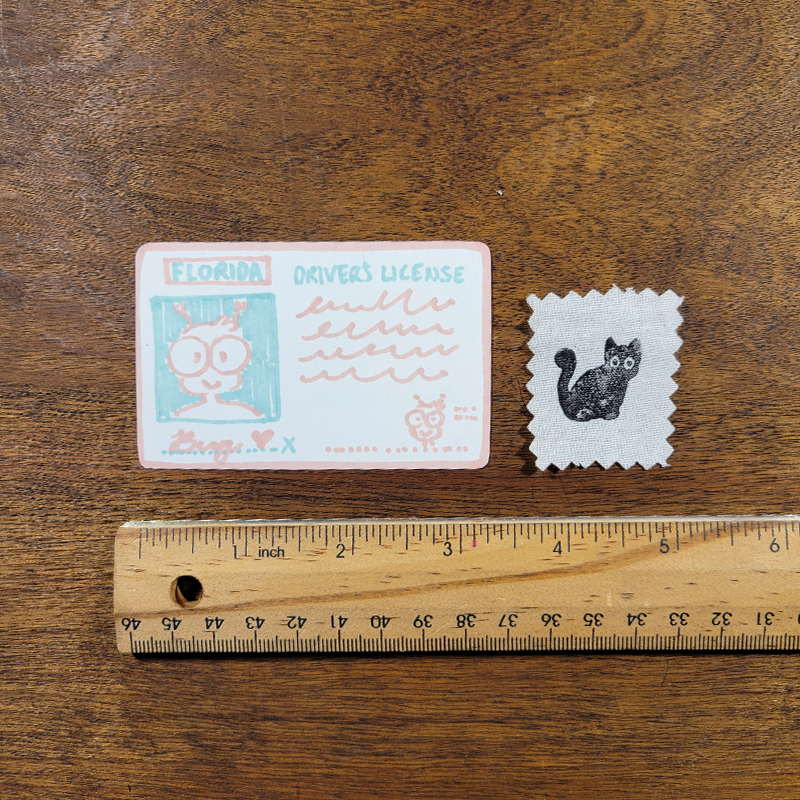 FLORIDA
DRIVER'S LICENSE
Bugs X
1 inch 2 3 4 5 6
46 45 44 43 42 41 40 39 38 37 36 35 34 33 32 31